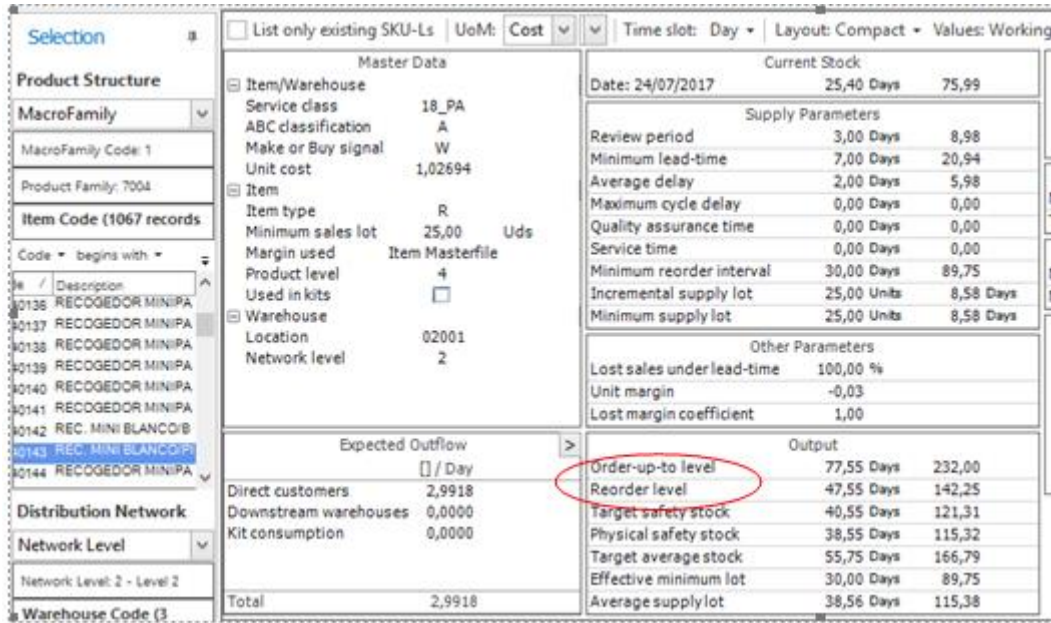 Selection
Product Structure
MacroFamily
MacroFamily Code: 1
Product Family: 7004
Item Code (1067 records
Code begins with
/ Description
40136 RECOGEDOR MINIPA
40137 RECOGEDOR MINIPA
40138 RECOGEDOR MINIPA
40139 RECOGEDOR MINIPA
40140 RECOGEDOR MINIPA
40141 RECOGEDOR MINIPA
40142 REC. MINI BLANCO/B
40143 REC. MINI BLANCO/PI
40144 RECOGEDOR MINIPA
Distribution Network
Network Level
Network Level: 2 - Level 2
Warehouse Code (3
List only existing SKU-Ls UoM: Cost Time slot: Day Layout: Compact Values: Working
Master Data
Item/Warehouse
Service class 18_PA
ABC classification A
Make or Buy signal W
Unit cost 1,02694
Item
Item type R
Minimum sales lot 25,00 Uds
Margin used Item Masterfile
Product level 4
Used in kits
Warehouse
Location 02001
Network level 2
Expected Outflow >
[] / Day
Direct customers 2,9918
Downstream warehouses 0,0000
Kit consumption 0,0000
Total 2,9918
Current Stock
Date: 24/07/2017 25,40 Days 75,99
Supply Parameters
Review period 3,00 Days 8,98
Minimum lead-time 7,00 Days 20,94
Average delay 2,00 Days 5,98
Maximum cycle delay 0,00 Days 0,00
Quality assurance time 0,00 Days 0,00
Service time 0,00 Days 0,00
Minimum reorder interval 30,00 Days 89,75
Incremental supply lot 25,00 Units 8,58 Days
Minimum supply lot 25,00 Units 8,58 Days
Other Parameters
Lost sales under lead-time 100,00 %
Unit margin -0,03
Lost margin coefficient 1,00
Output
Order-up-to level 77,55 Days 232,00
Reorder level 47,55 Days 142,25
Target safety stock 40,55 Days 121,31
Physical safety stock 38,55 Days 115,32
Target average stock 55,75 Days 166,79
Effective minimum lot 30,00 Days 89,75
Average supply lot 38,56 Days 115,38